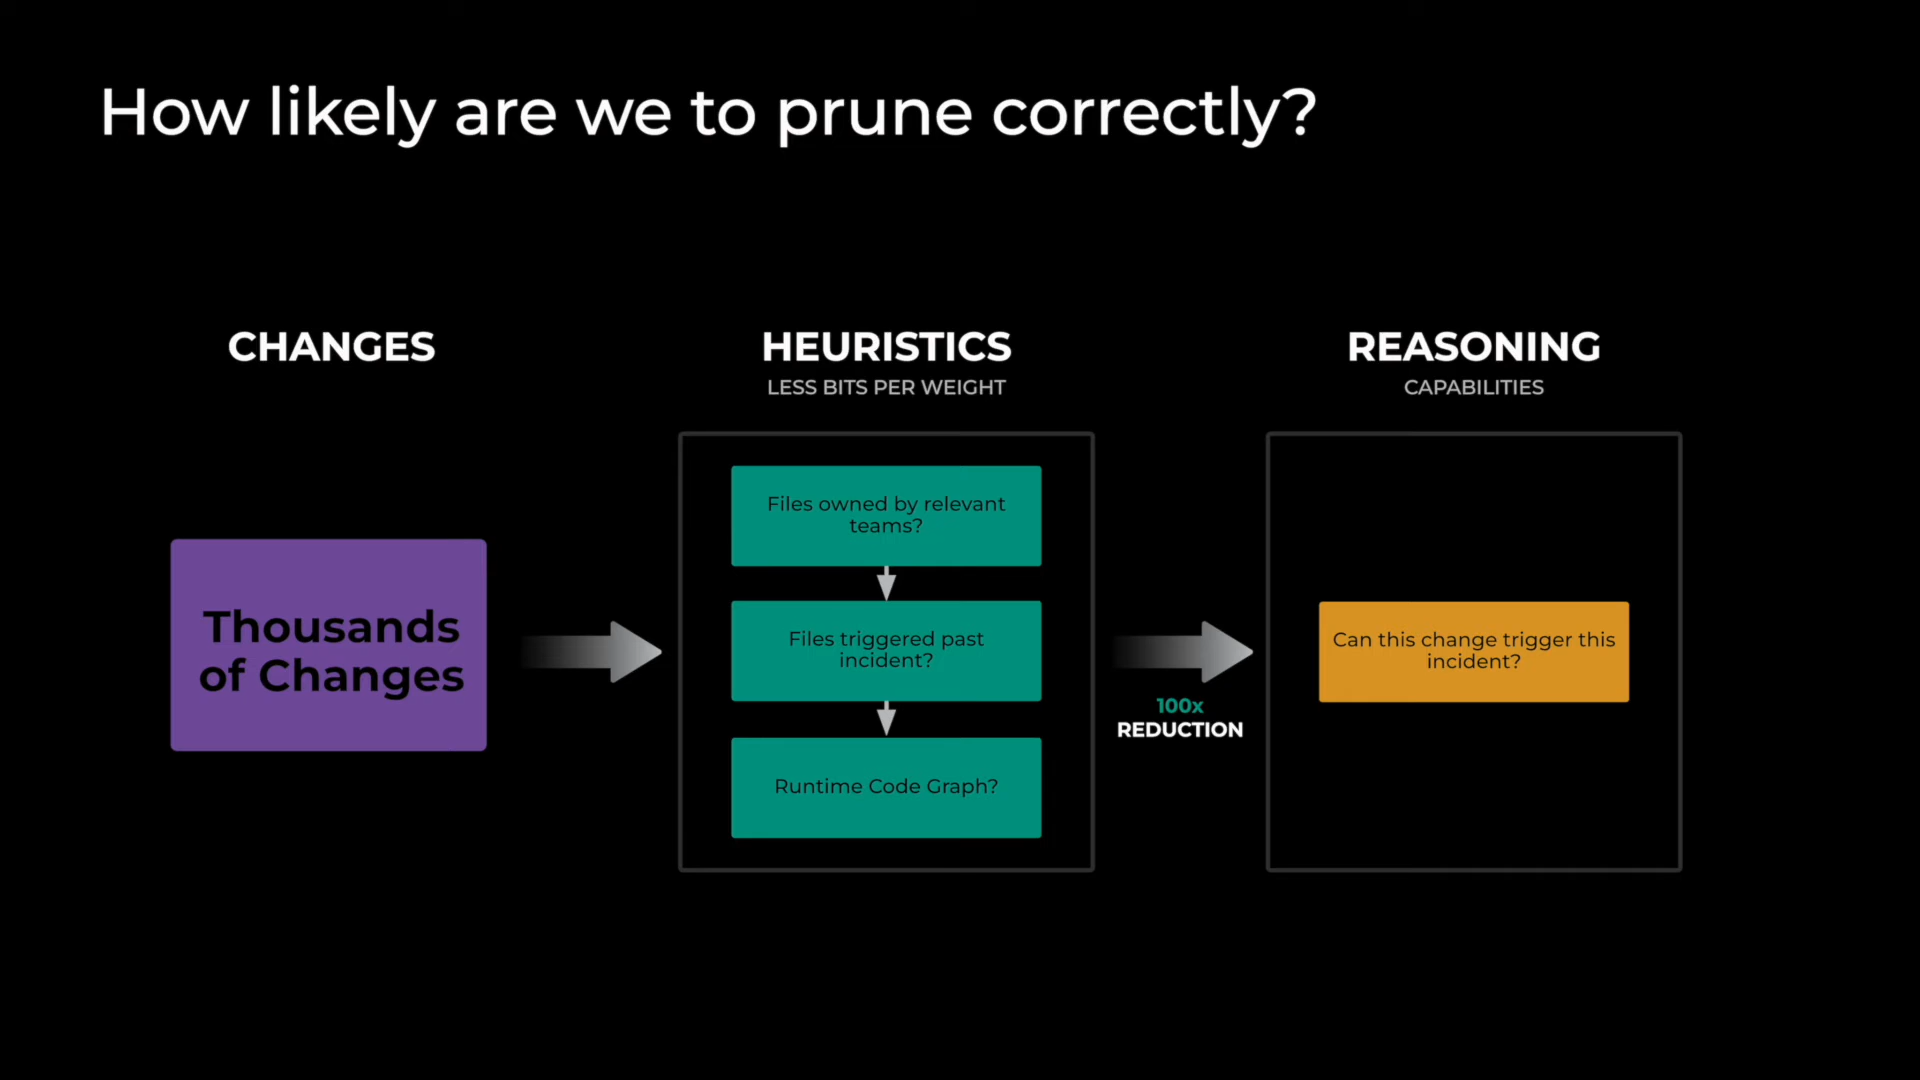 How likely are we to prune correctly?
CHANGES
Thousands
of Changes
HEURISTICS
LESS BITS PER WEIGHT
Files owned by relevant
teams?
Files triggered past
incident?
Runtime Code Graph?
100x
REDUCTION
REASONING
CAPABILITIES
Can this change trigger this
incident?